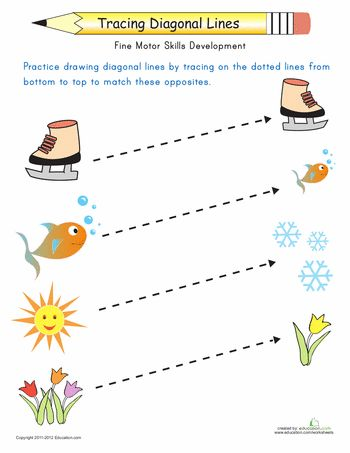 Tracing Diagonal Lines
Fine Motor Skills Development
Practice drawing diagonal lines by tracing on the dotted lines from
bottom to top to match these opposites.
Copyright 2011-2012 Education.com
created by: education.com
www.education.com/worksheets